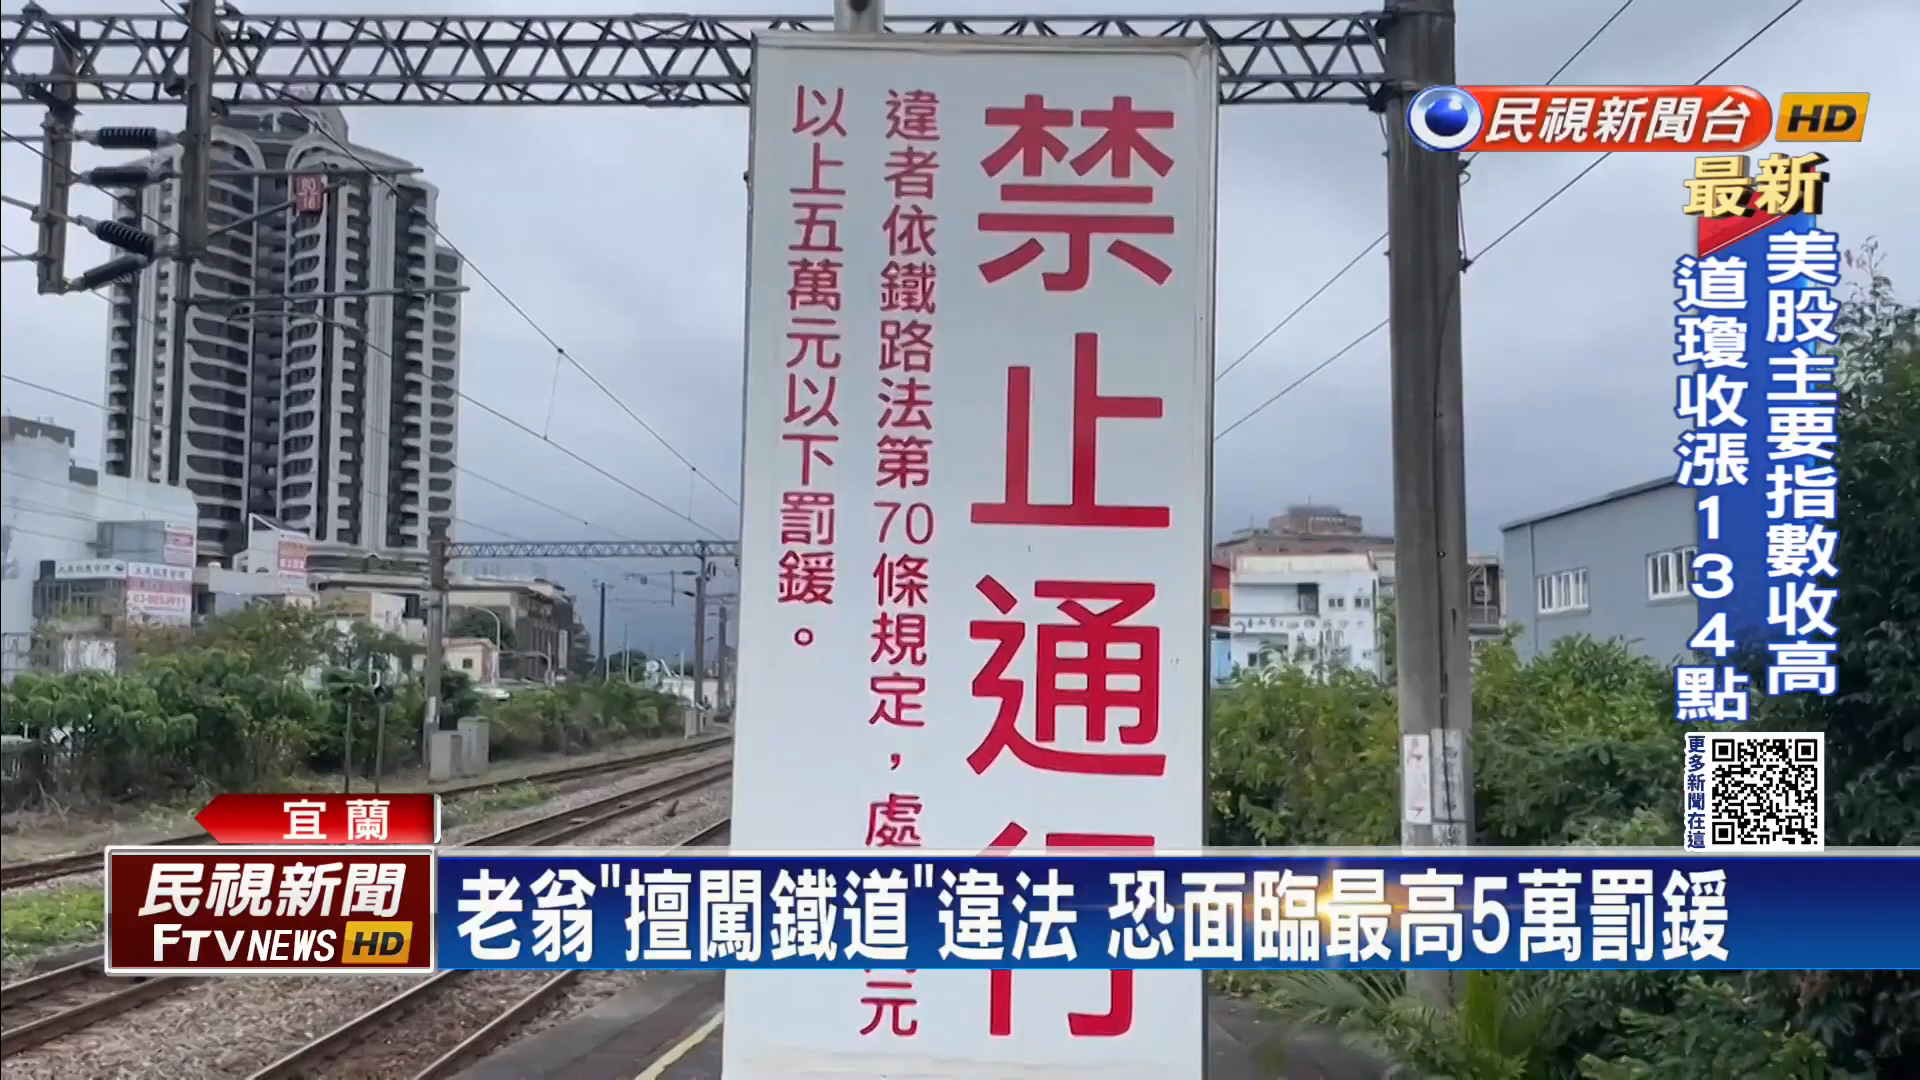 禁止通行
違者依鐵路法第70條規定，處
元
以上五萬元以下罰鍰。
民視新聞台 HD
最新
美股主要指數收高
道瓊收漲134點
更多新聞在這
宜蘭
民視新聞
FTVNEWS HD
老翁"擅闖鐵道"違法 恐面臨最高5萬罰鍰